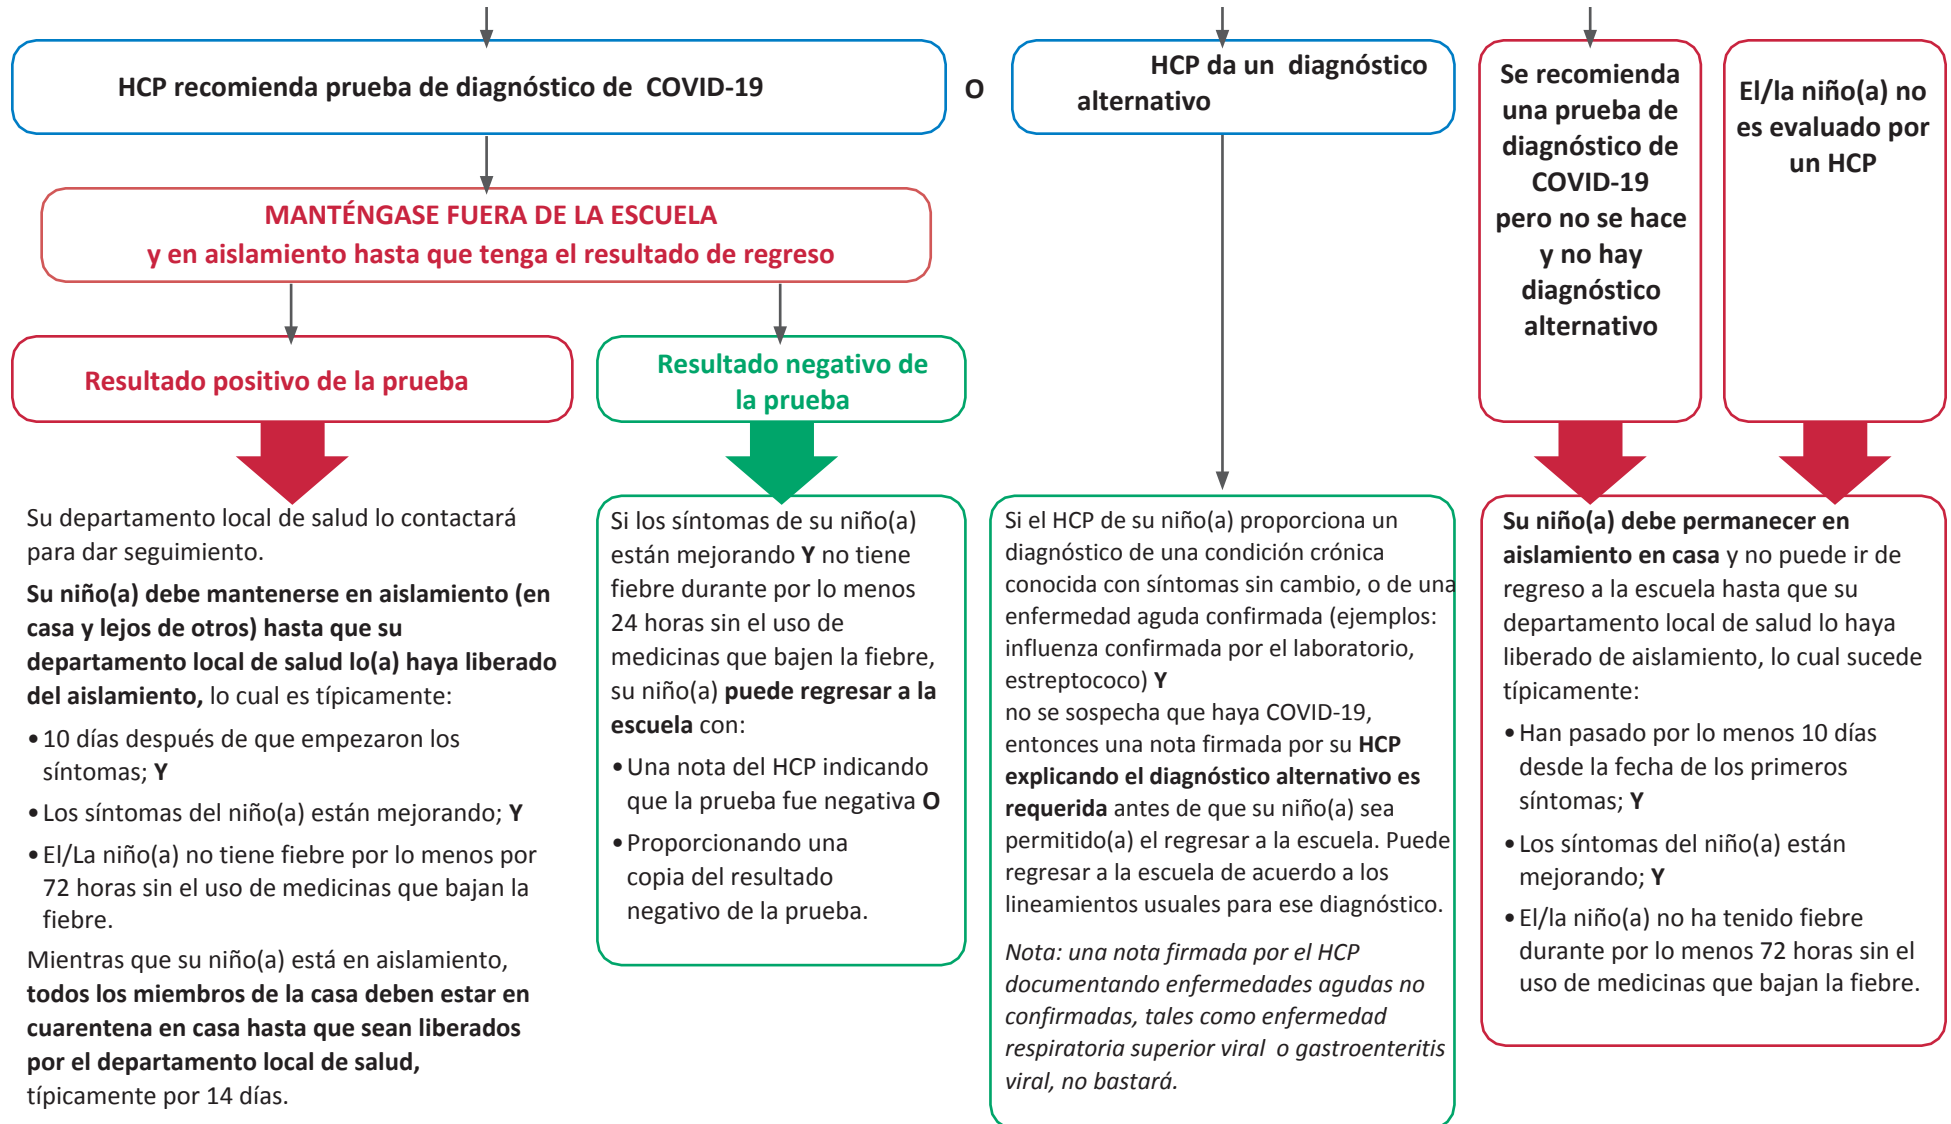 HCP recomienda prueba de diagnóstico de COVID-19
O
HCP da un diagnóstico
alternativo
Se recomienda
una prueba de
diagnóstico de
COVID-19
pero no se hace
y no hay
diagnóstico
alternativo
El/la niño(a) no
es evaluado por
un HCP
MANTÉNGASE FUERA DE LA ESCUELA
y en aislamiento hasta que tenga el resultado de regreso
Resultado positivo de la prueba
Resultado negativo de
la prueba
Su departamento local de salud lo contactará
para dar seguimiento.
Su niño(a) debe mantenerse en aislamiento (en
casa y lejos de otros) hasta que su
departamento local de salud lo(a) haya liberado
del aislamiento, lo cual es típicamente:
• 10 días después de que empezaron los
síntomas; Y
• Los síntomas del niño(a) están mejorando; Y
• El/La niño(a) no tiene fiebre por lo menos por
72 horas sin el uso de medicinas que bajan la
fiebre.
Mientras que su niño(a) está en aislamiento,
todos los miembros de la casa deben estar en
cuarentena en casa hasta que sean liberados
por el departamento local de salud,
típicamente por 14 días.
Si los síntomas de su niño(a)
están mejorando Y no tiene
fiebre durante por lo menos
24 horas sin el uso de
medicinas que bajen la fiebre,
su niño(a) puede regresar a la
escuela con:
• Una nota del HCP indicando
que la prueba fue negativa O
• Proporcionando una
copia del resultado
negativo de la prueba.
Si el HCP de su niño(a) proporciona un
diagnóstico de una condición crónica
conocida con síntomas sin cambio, o de una
enfermedad aguda confirmada (ejemplos:
influenza confirmada por el laboratorio,
estreptococo) Y
no se sospecha que haya COVID-19,
entonces una nota firmada por su HCP
explicando el diagnóstico alternativo es
requerida antes de que su niño(a) sea
permitido(a) el regresar a la escuela. Puede
regresar a la escuela de acuerdo a los
lineamientos usuales para ese diagnóstico.
Nota: una nota firmada por el HCP
documentando enfermedades agudas no
confirmadas, tales como enfermedad
respiratoria superior viral o gastroenteritis
viral, no bastará.
Su niño(a) debe permanecer en
aislamiento en casa y no puede ir de
regreso a la escuela hasta que su
departamento local de salud lo haya
liberado de aislamiento, lo cual sucede
típicamente:
• Han pasado por lo menos 10 días
desde la fecha de los primeros
síntomas; Y
• Los síntomas del niño(a) están
mejorando; Y
• El/la niño(a) no ha tenido fiebre
durante por lo menos 72 horas sin el
uso de medicinas que bajan la fiebre.